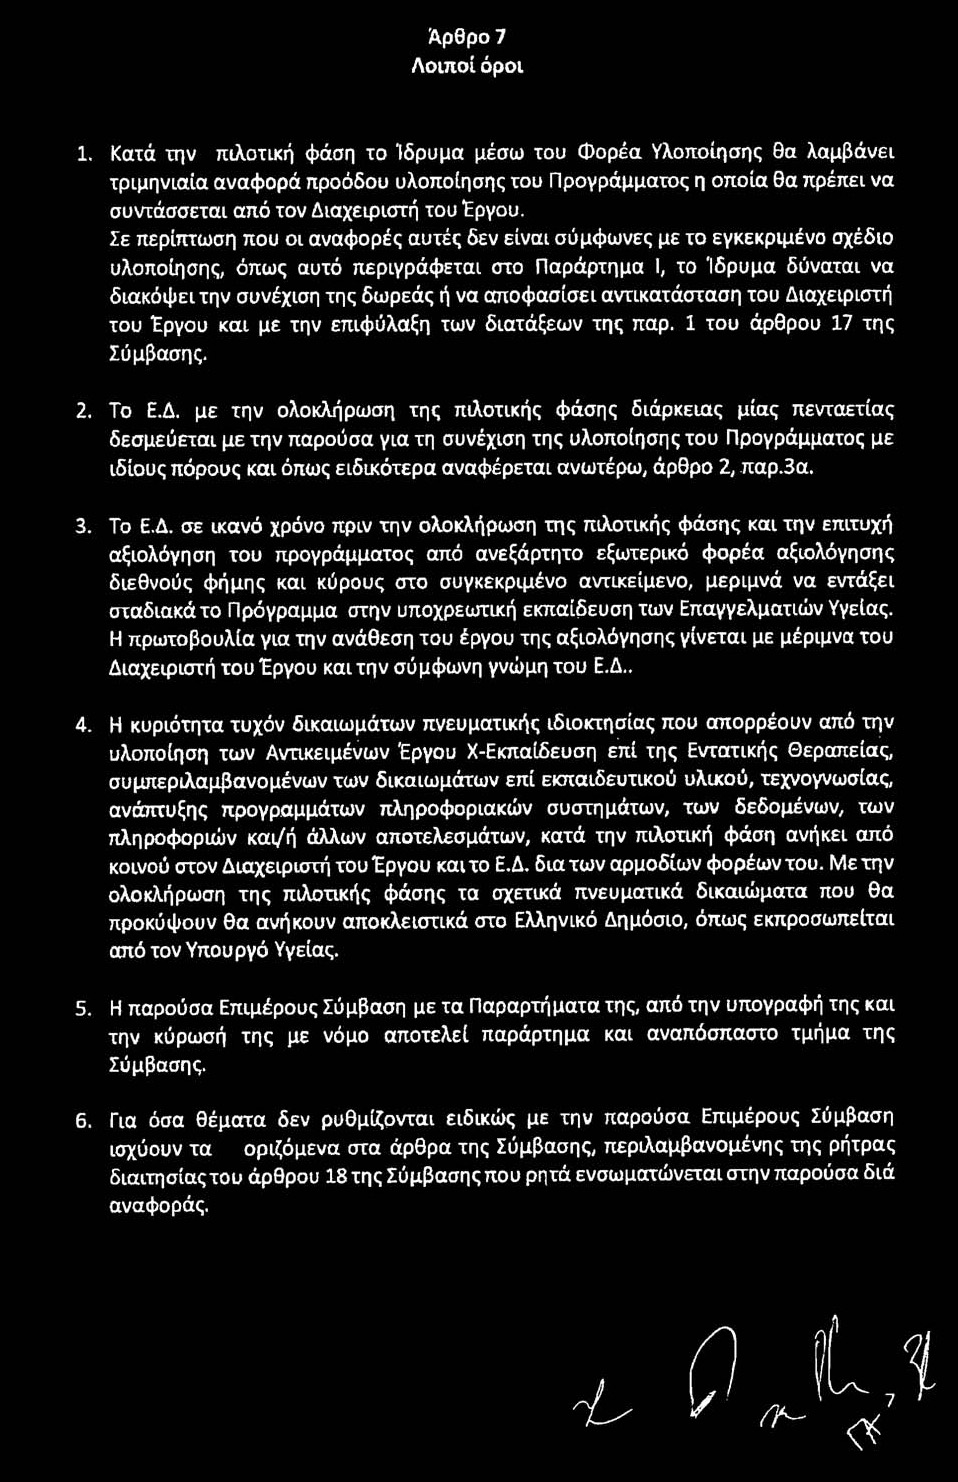 Άρθρο 7
Λοιποί όροι
1. Κατά την πιλοτική φάση το Ίδρυμα μέσω του Φορέα Υλοποίησης θα λαμβάνει
τριμηνιαία αναφορά προόδου υλοποίησης του Προγράμματος η οποία θα πρέπει να
συντάσσεται από τον Διαχειριστή του Έργου.
Σε περίπτωση που οι αναφορές αυτές δεν είναι σύμφωνες με το εγκεκριμένο σχέδιο
υλοποίησης, όπως αυτό περιγράφεται στο Παράρτημα Ι, το Ίδρυμα δύναται να
διακόψει την συνέχιση της δωρεάς ή να αποφασίσει αντικατάσταση του Διαχειριστή
του Έργου και με την επιφύλαξη των διατάξεων της παρ. 1 του άρθρου 17 της
Σύμβασης.
2. Το Ε.Δ. με την ολοκλήρωση της πιλοτικής φάσης διάρκειας μίας πενταετίας
δεσμεύεται με την παρούσα για τη συνέχιση της υλοποίησης του Προγράμματος με
ιδίους πόρους και όπως ειδικότερα αναφέρεται ανωτέρω, άρθρο 2, παρ.3α.
3. Το Ε.Δ. σε ικανό χρόνο πριν την ολοκλήρωση της πιλοτικής φάσης και την επιτυχή
αξιολόγηση του προγράμματος από ανεξάρτητο εξωτερικό φορέα αξιολόγησης
διεθνούς φήμης και κύρους στο συγκεκριμένο αντικείμενο, μεριμνά να εντάξει
σταδιακά το Πρόγραμμα στην υποχρεωτική εκπαίδευση των Επαγγελματιών Υγείας.
Η πρωτοβουλία για την ανάθεση του έργου της αξιολόγησης γίνεται με μέριμνα του
Διαχειριστή του Έργου και την σύμφωνη γνώμη του Ε.Δ..
4. Η κυριότητα τυχόν δικαιωμάτων πνευματικής ιδιοκτησίας που απορρέουν από την
υλοποίηση των Αντικειμένων Έργου Χ-Εκπαίδευση επί της Εντατικής Θεραπείας,
συμπεριλαμβανομένων των δικαιωμάτων επί εκπαιδευτικού υλικού, τεχνογνωσίας,
ανάπτυξης προγραμμάτων πληροφοριακών συστημάτων, των δεδομένων, των
πληροφοριών και/ή άλλων αποτελεσμάτων, κατά την πιλοτική φάση ανήκει από
κοινού στον Διαχειριστή του Έργου και το Ε.Δ. δια των αρμοδίων φορέων του. Με την
ολοκλήρωση της πιλοτικής φάσης τα σχετικά πνευματικά δικαιώματα που θα
προκύψουν θα ανήκουν αποκλειστικά στο Ελληνικό Δημόσιο, όπως εκπροσωπείται
από τον Υπουργό Υγείας.
5. Η παρούσα Επιμέρους Σύμβαση με τα Παραρτήματα της, από την υπογραφή της και
την κύρωσή της με νόμο αποτελεί παράρτημα και αναπόσπαστο τμήμα της
Σύμβασης.
6. Για όσα θέματα δεν ρυθμίζονται ειδικώς με την παρούσα Επιμέρους Σύμβαση
ισχύουν τα οριζόμενα στα άρθρα της Σύμβασης, περιλαμβανομένης της ρήτρας
διαιτησίας του άρθρου 18 της Σύμβασης που ρητά ενσωματώνεται στην παρούσα διά
αναφοράς.
7